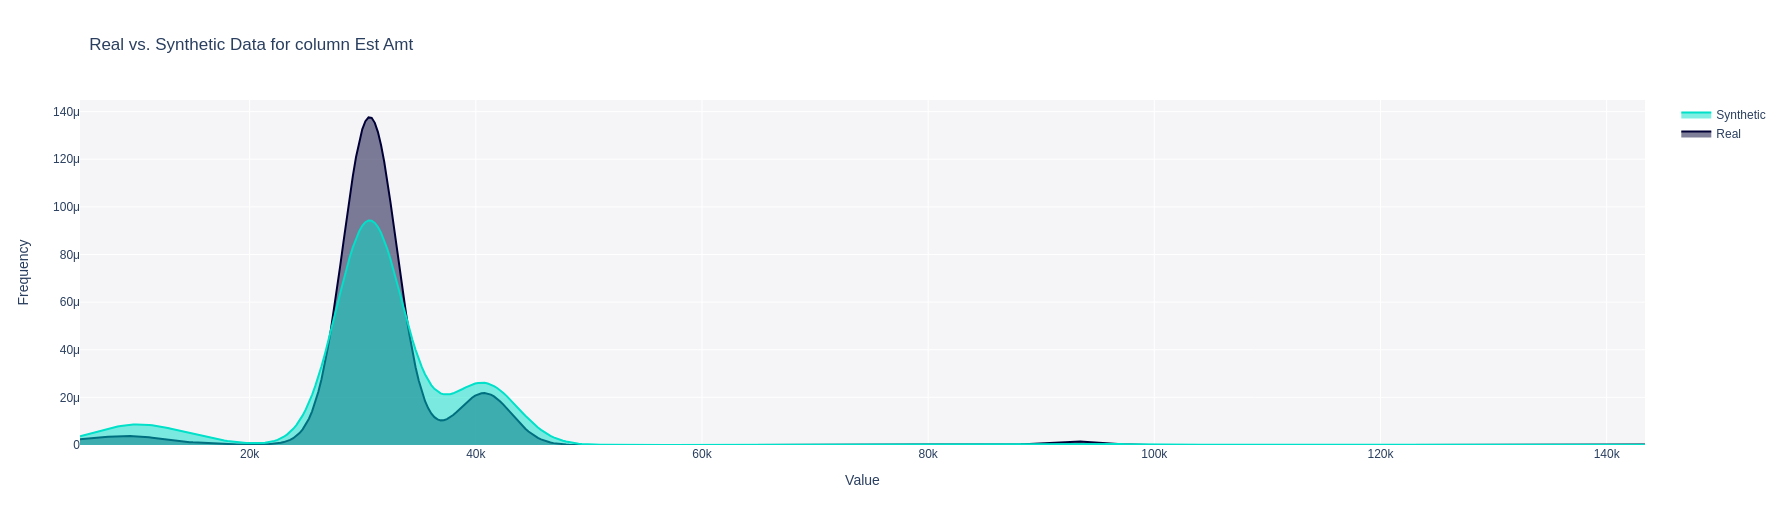 Real vs. Synthetic Data for column Est Amt
140μ
120μ
100μ
80μ
60μ
40μ
20μ
0
Frequency
20k
40k
60k
80k
100k
120k
140k
Value
Synthetic
Real